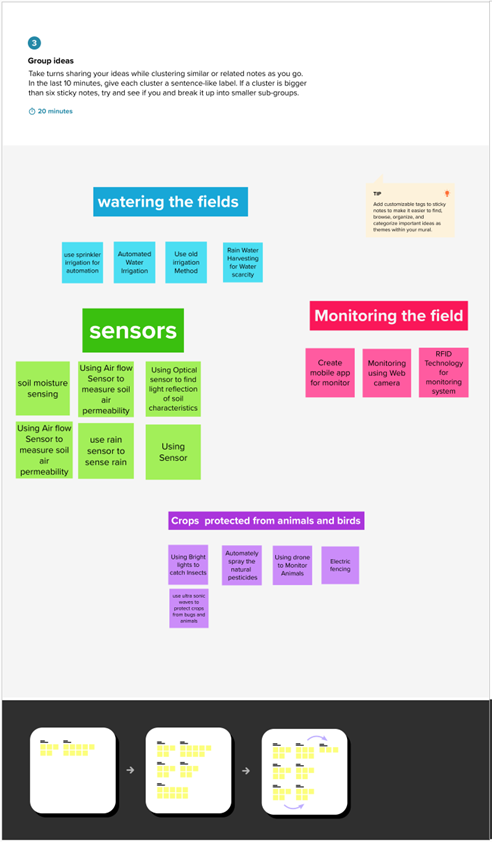 3
Group ideas
Take turns sharing your ideas while clustering similar or related notes as you go.
In the last 10 minutes, give each cluster a sentence-like label. If a cluster is bigger
than six sticky notes, try and see if you and break it up into smaller sub-groups.
20 minutes
TIP
Add customizable tags to sticky
notes to make it easier to find,
browse, organize, and
categorize important ideas as
themes within your mural.
watering the fields
use sprinkler
irrigation for
automation
Automated
Water
Irrigation
Use old
irrigation
Method
Rain Water
Harvesting
for Water
scarcity
sensors
soil moisture
sensing
Using Air flow
Sensor to
measure soil
air
permeability
Using Optical
sensor to find
light reflection
of soil
characteristics
Using Air flow
Sensor to
measure soil
air
permeability
use rain
sensor to
sense rain
Using
Sensor
Monitoring the field
Create
mobile app
for monitor
Monitoring
using Web
camera
RFID
Technology
for
monitoring
system
Crops protected from animals and birds
Using Bright
lights to
catch Insects
Automately
spray the
natural
pesticides
Using drone
to Monitor
Animals
Electric
fencing
use ultra sonic
waves to
protect crops
from bugs and
animals